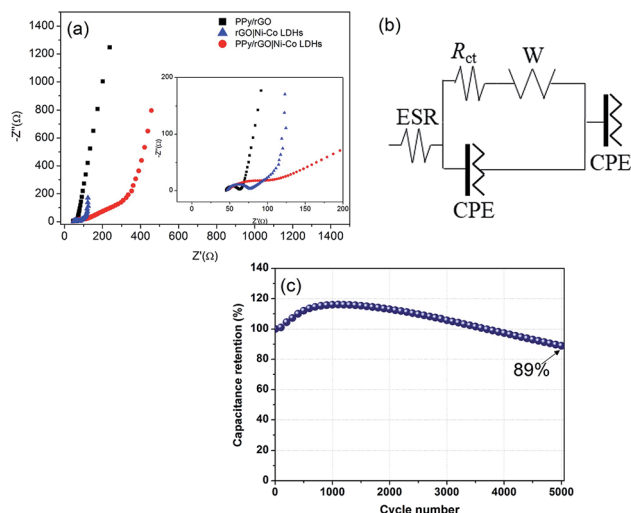 (a)
PPy/rGO
rGO|Ni-Co LDHs
PPy/rGO|Ni-Co LDHs
1400
1200
1000
800
600
400
200
0
-Z"(Ω)
0 200 400 600 800 1000 1200 1400
Z'(Ω)
200
150
100
50
0
-Z"(Ω)
0 50 100 150 200
Z'(Ω)
(b)
Rct
W
ESR
CPE
CPE
(c)
140
120
100
80
60
40
20
0
Capacitance retention (%)
89%
0 1000 2000 3000 4000 5000
Cycle number